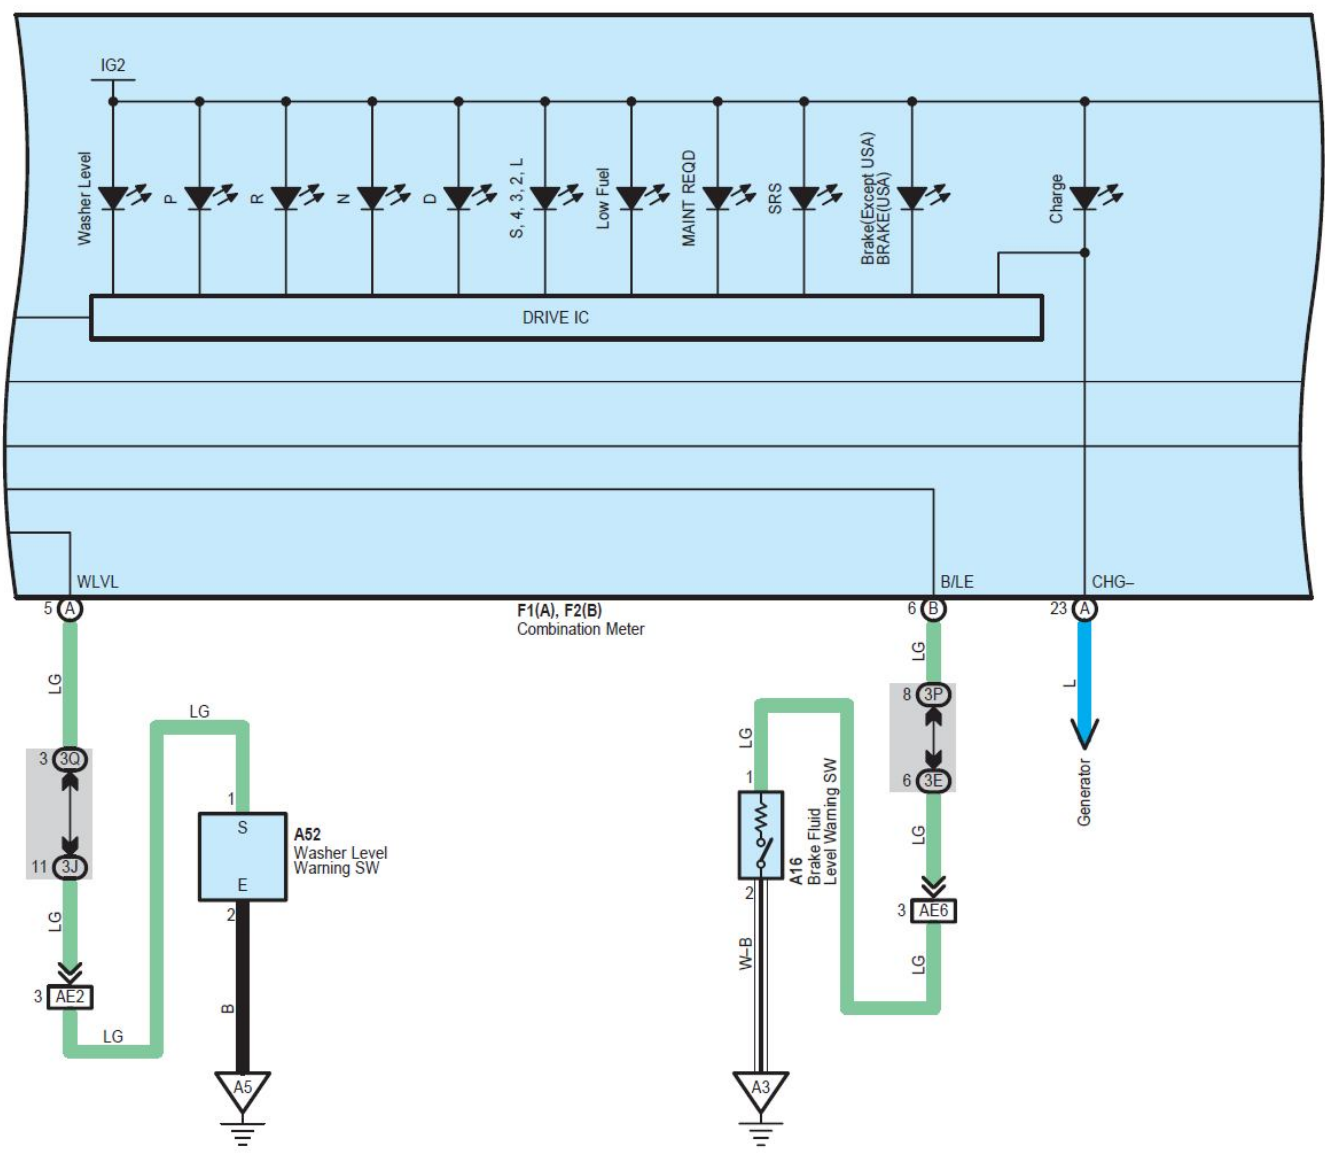 IG2
Washer Level
P
R
N
D
S, 4, 3, 2, L
Low Fuel
MAINT REQD
SRS
Brake(Except USA)
BRAKE(USA)
Charge
DRIVE IC
WLVL
B/LE
CHG–
5 A
F1(A), F2(B)
Combination Meter
6 B
23 A
LG
LG
L
8 3P
LG
LG
3 3Q
1
Generator
6 3E
1
S
A52
Washer Level
Warning SW
A16
Brake Fluid
Level Warning SW
LG
11 3J
E
2
2
LG
3 AE6
W–B
LG
3 AE2
B
LG
A5
A3